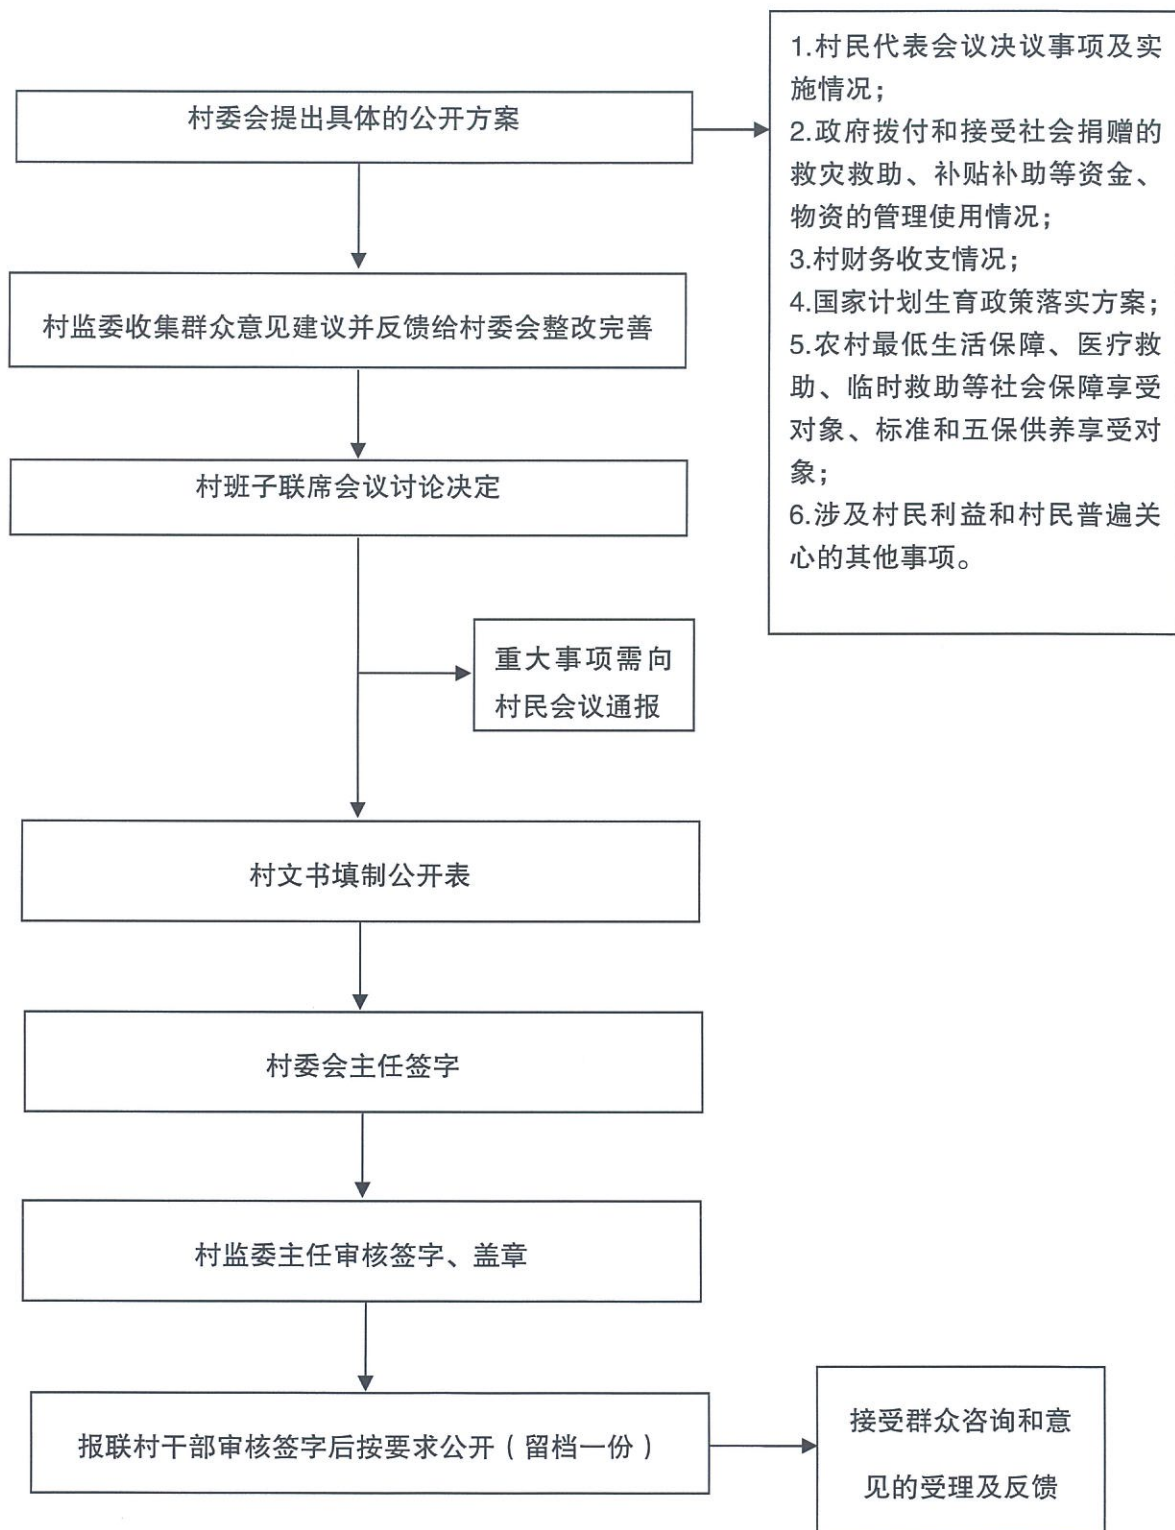 村委会提出具体的公开方案
1.村民代表会议决议事项及实
施情况；
2.政府拨付和接受社会捐赠的
救灾救助、补贴补助等资金、
物资的管理使用情况；
3.村财务收支情况；
4.国家计划生育政策落实方案；
5.农村最低生活保障、医疗救
助、临时救助等社会保障享受
对象、标准和五保供养享受对
象；
6.涉及村民利益和村民普遍关
心的其他事项。
村监委收集群众意见建议并反馈给村委会整改完善
村班子联席会议讨论决定
重大事项需向
村民会议通报
村文书填制公开表
村委会主任签字
村监委主任审核签字、盖章
报联村干部审核签字后按要求公开（留档一份）
接受群众咨询和意
见的受理及反馈